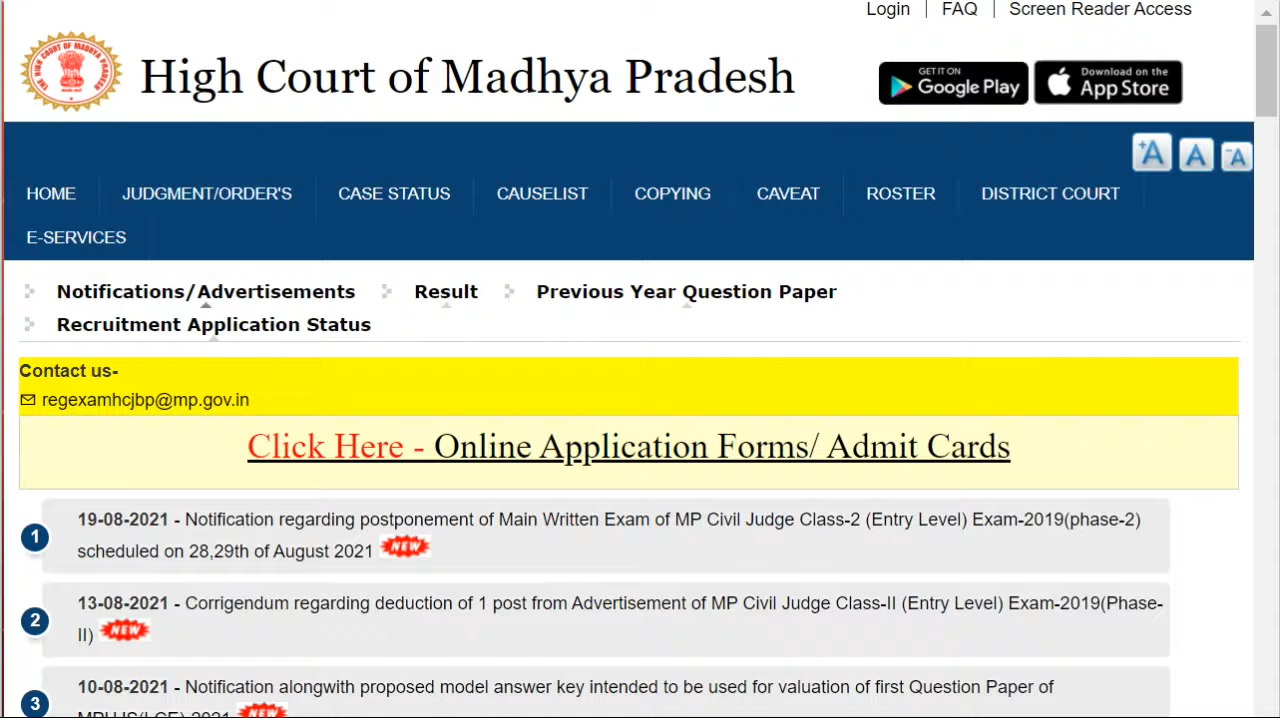 Login | FAQ | Screen Reader Access
High Court of Madhya Pradesh
GET IT ON
Google Play
Download on the
App Store
+A A -A
HOME JUDGMENT/ORDER'S CASE STATUS CAUSELIST COPYING CAVEAT ROSTER DISTRICT COURT
E-SERVICES
Notifications/Advertisements Result Previous Year Question Paper
Recruitment Application Status
Contact us-
regexamhcjbp@mp.gov.in
Click Here - Online Application Forms/ Admit Cards
1 19-08-2021 - Notification regarding postponement of Main Written Exam of MP Civil Judge Class-2 (Entry Level) Exam-2019(phase-2)
scheduled on 28,29th of August 2021 NEW
2 13-08-2021 - Corrigendum regarding deduction of 1 post from Advertisement of MP Civil Judge Class-II (Entry Level) Exam-2019(Phase-
II) NEW
3 10-08-2021 - Notification alongwith proposed model answer key intended to be used for valuation of first Question Paper of
NEW